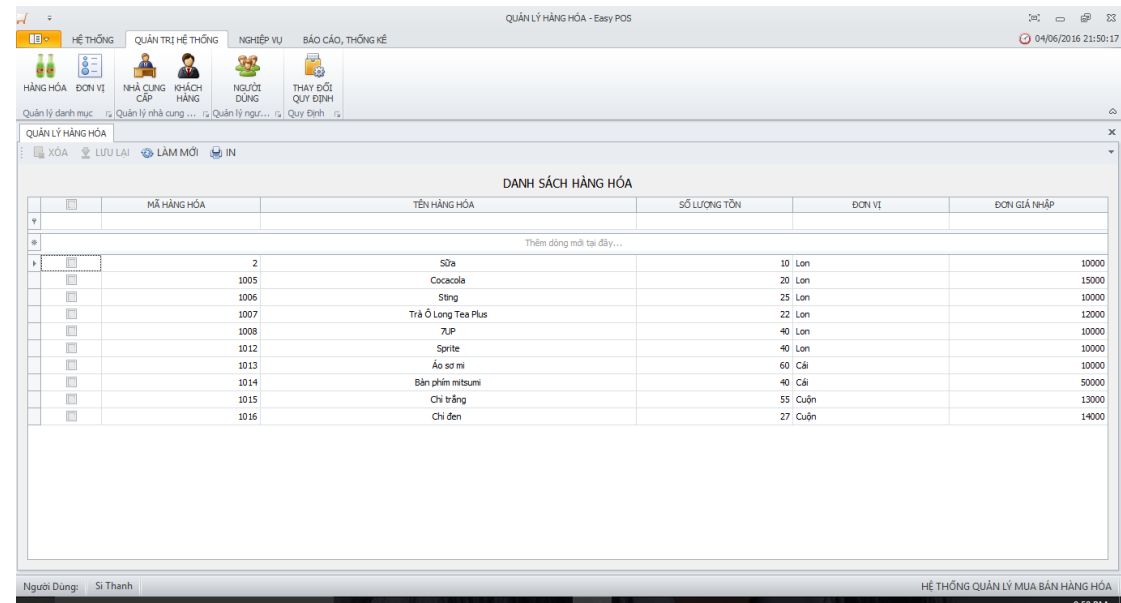 QUẢN LÝ HÀNG HÓA - Easy POS
HỆ THỐNG QUẢN TRỊ HỆ THỐNG NGHIỆP VỤ BÁO CÁO, THỐNG KÊ 04/06/2016 21:50:17
HÀNG HÓA ĐƠN VỊ NHÀ CUNG CẤP KHÁCH HÀNG NGƯỜI DÙNG THAY ĐỔI QUY ĐỊNH
Quản lý danh mục Quản lý nhà cung ... Quản lý ngư... Quy Định
QUẢN LÝ HÀNG HÓA
XÓA LƯU LẠI LÀM MỚI IN
DANH SÁCH HÀNG HÓA
MÃ HÀNG HÓA TÊN HÀNG HÓA SỐ LƯỢNG TỒN ĐƠN VỊ ĐƠN GIÁ NHẬP
Thêm dòng mới tại đây...
2 Sữa 10 Lon 10000
1005 Cocacola 20 Lon 15000
1006 Sting 25 Lon 10000
1007 Trà Ô Long Tea Plus 22 Lon 12000
1008 7UP 40 Lon 10000
1012 Sprite 40 Lon 10000
1013 Áo sơ mi 60 Cái 10000
1014 Bàn phím mitsumi 40 Cái 50000
1015 Chỉ trắng 55 Cuộn 13000
1016 Chỉ đen 27 Cuộn 14000
Người Dùng: Si Thanh HỆ THỐNG QUẢN LÝ MUA BÁN HÀNG HÓA